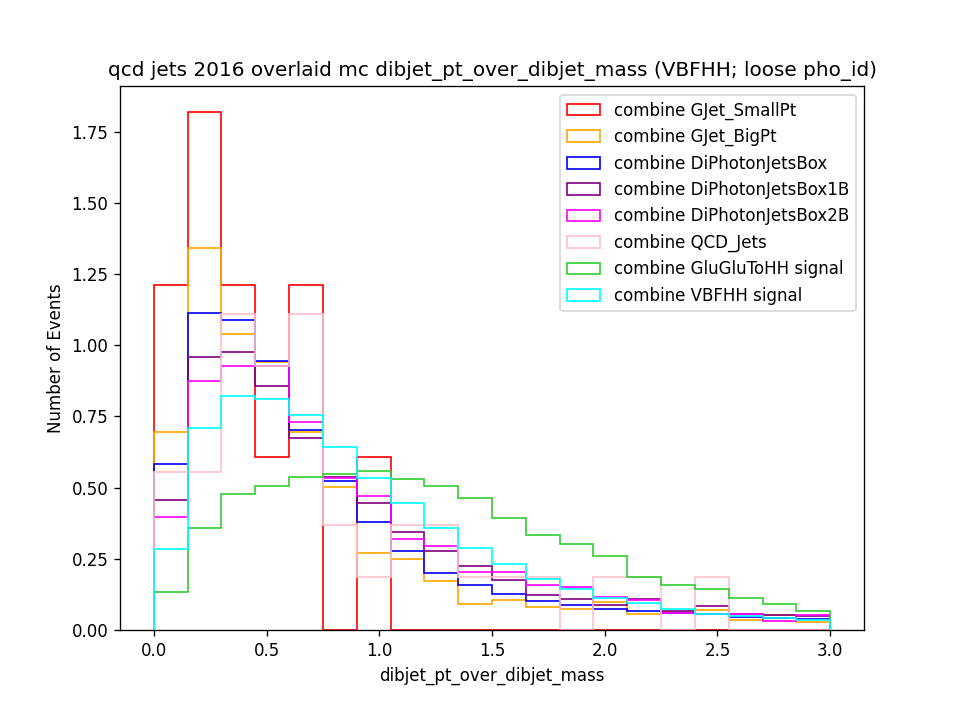 qcd jets 2016 overlaid mc dibjet_pt_over_dibjet_mass (VBFHH; loose pho_id)
combine GJet_SmallPt
combine GJet_BigPt
combine DiPhotonJetsBox
combine DiPhotonJetsBox1B
combine DiPhotonJetsBox2B
combine QCD_Jets
combine GluGluToHH signal
combine VBFHH signal
Number of Events
1.75
1.50
1.25
1.00
0.75
0.50
0.25
0.00
0.0 0.5 1.0 1.5 2.0 2.5 3.0
dibjet_pt_over_dibjet_mass